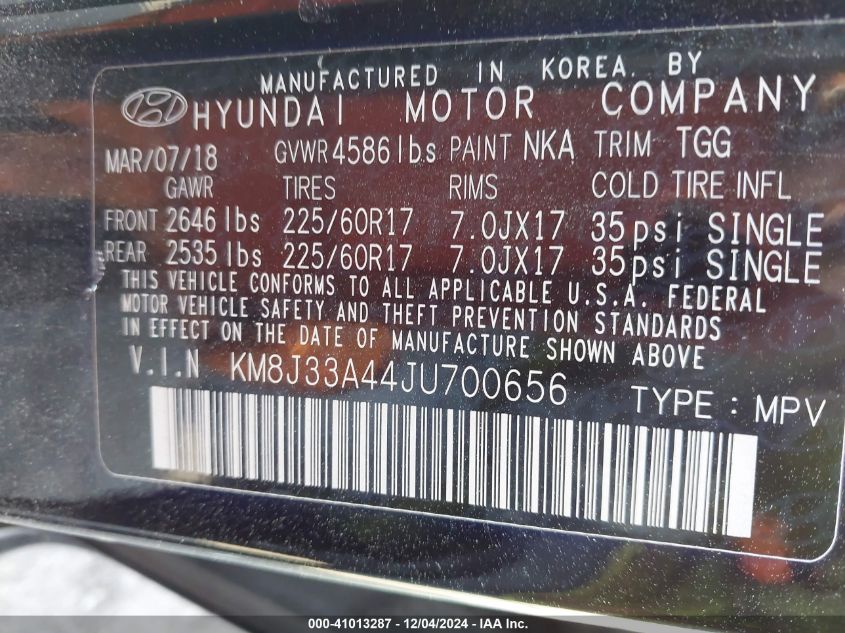 MANUFACTURED IN KOREA. BY
HYUNDAI MOTOR COMPANY
MAR/07/18 GVWR 4586 lbs PAINT NKA TRIM TGG
GAWR TIRES RIMS COLD TIRE INFL
FRONT 2646 lbs 225/60R17 7.0JX17 35psi SINGLE
REAR 2535 lbs 225/60R17 7.0JX17 35psi SINGLE
THIS VEHICLE CONFORMS TO ALL APPLICABLE U.S.A. FEDERAL
MOTOR VEHICLE SAFETY AND THEFT PREVENTION STANDARDS
IN EFFECT ON THE DATE OF MANUFACTURE SHOWN ABOVE
V.I.N KM8J33A44JU700656
TYPE : MPV
000-41013287 - 12/04/2024 - IAA Inc.